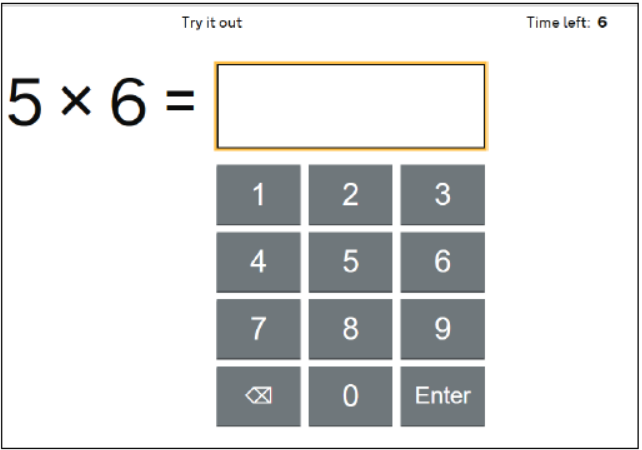 Try it out
Time left: 6
5 × 6 =
1 2 3
4 5 6
7 8 9
⌫ 0 Enter